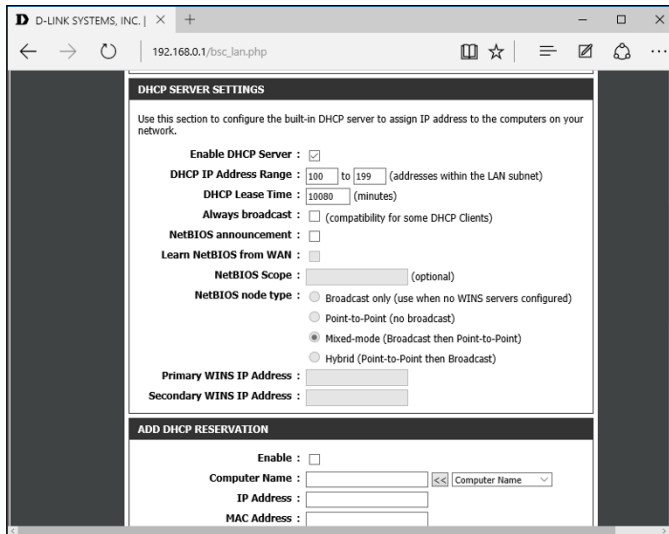 D-LINK SYSTEMS, INC. |
192.168.0.1/bsc_lan.php
DHCP SERVER SETTINGS
Use this section to configure the built-in DHCP server to assign IP address to the computers on your
network.
Enable DHCP Server :
DHCP IP Address Range : 100 to 199 (addresses within the LAN subnet)
DHCP Lease Time : 10080 (minutes)
Always broadcast : (compatibility for some DHCP Clients)
NetBIOS announcement :
Learn NetBIOS from WAN :
NetBIOS Scope : (optional)
NetBIOS node type : Broadcast only (use when no WINS servers configured)
Point-to-Point (no broadcast)
Mixed-mode (Broadcast then Point-to-Point)
Hybrid (Point-to-Point then Broadcast)
Primary WINS IP Address :
Secondary WINS IP Address :
ADD DHCP RESERVATION
Enable :
Computer Name : << Computer Name
IP Address :
MAC Address :